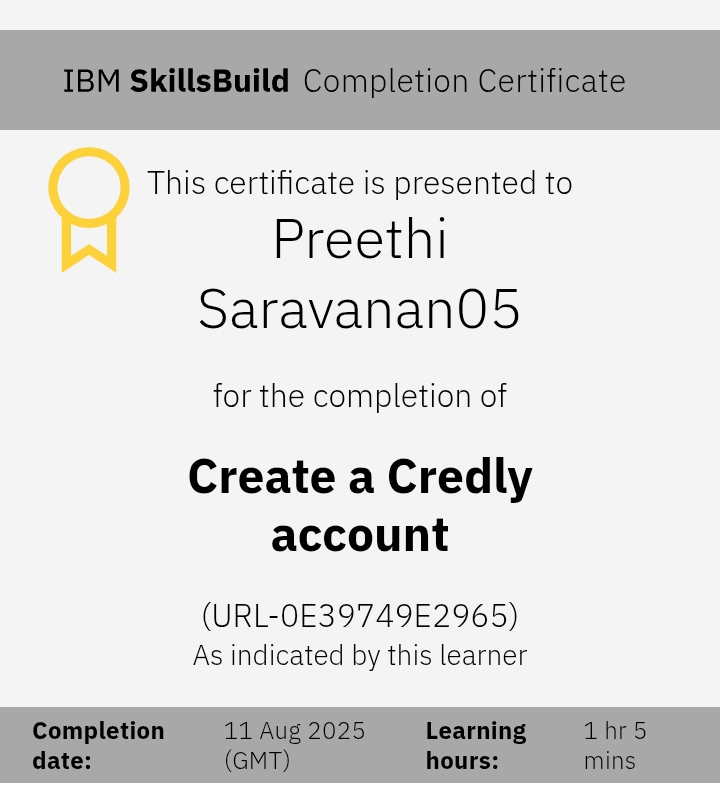 IBM SkillsBuild Completion Certificate
This certificate is presented to
Preethi
Saravanan05
for the completion of
Create a Credly
account
(URL-0E39749E2965)
As indicated by this learner
Completion date: 11 Aug 2025 (GMT) Learning hours: 1 hr 5 mins